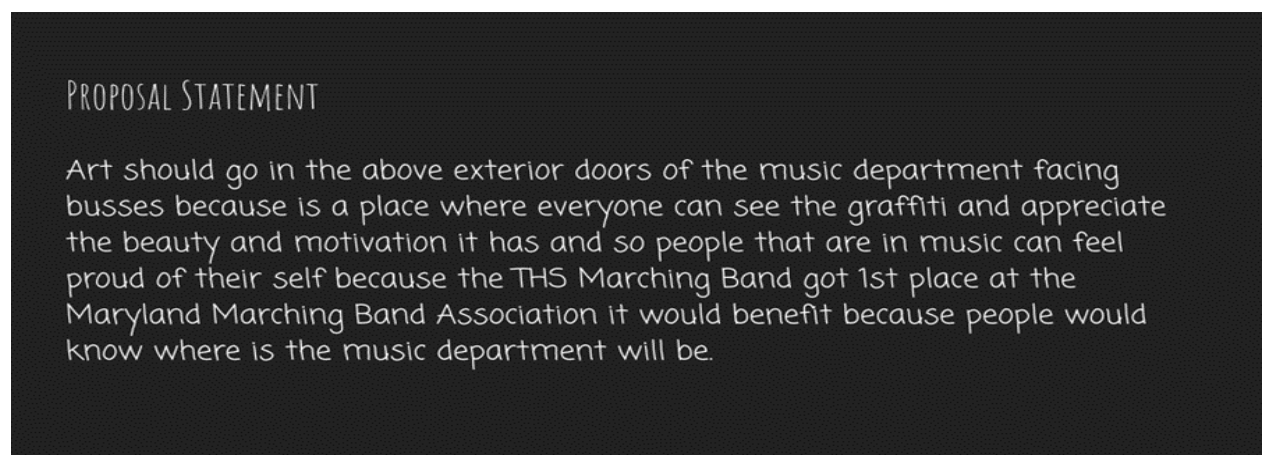 Proposal Statement
Art should go in the above exterior doors of the music department facing
busses because is a place where everyone can see the graffiti and appreciate
the beauty and motivation it has and so people that are in music can feel
proud of their self because the THS Marching Band got 1st place at the
Maryland Marching Band Association it would benefit because people would
know where is the music department will be.